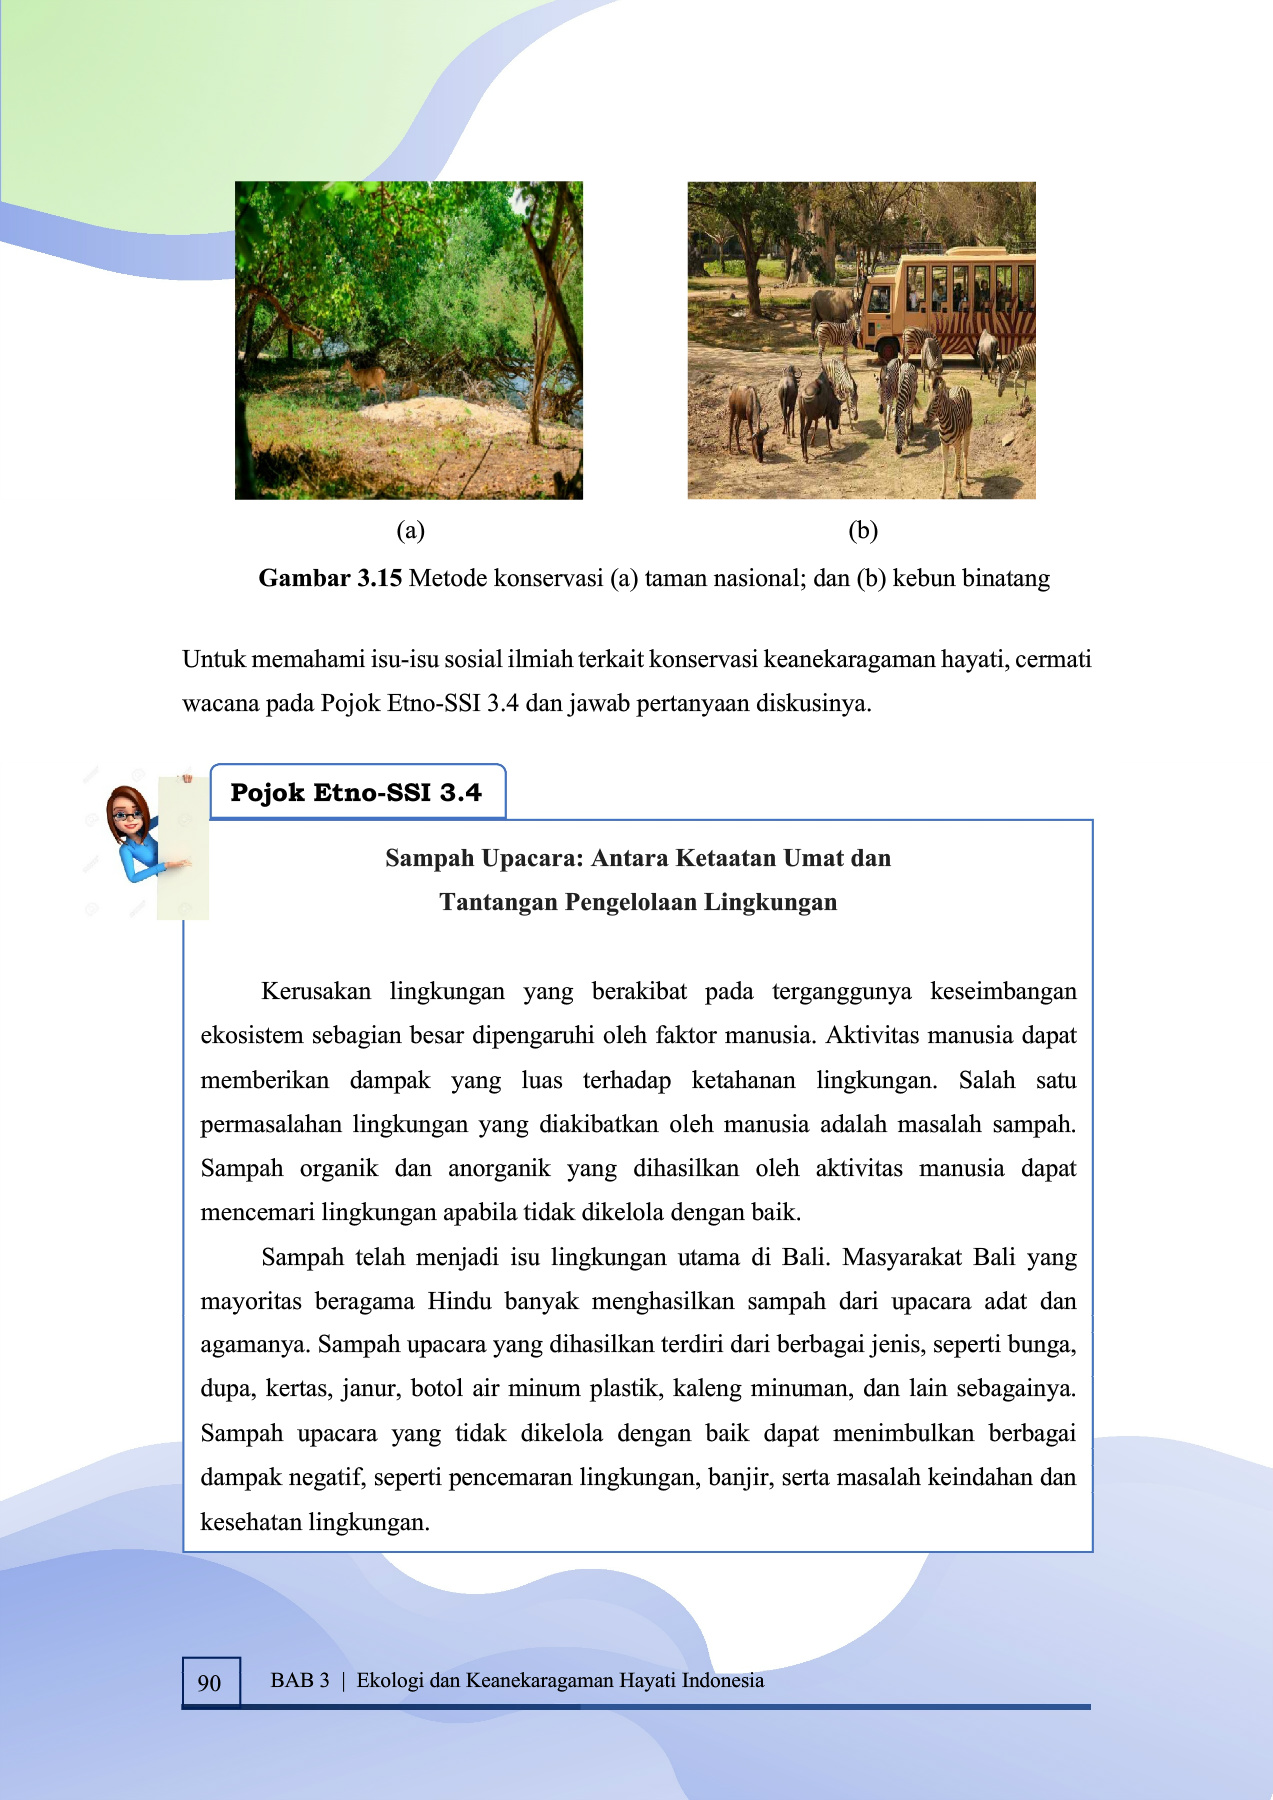 (a)
(b)
Gambar 3.15 Metode konservasi (a) taman nasional; dan (b) kebun binatang
Untuk memahami isu-isu sosial ilmiah terkait konservasi keanekaragaman hayati, cermati
wacana pada Pojok Etno-SSI 3.4 dan jawab pertanyaan diskusinya.
Pojok Etno-SSI 3.4
Sampah Upacara: Antara Ketaatan Umat dan
Tantangan Pengelolaan Lingkungan
Kerusakan lingkungan yang berakibat pada terganggunya keseimbangan
ekosistem sebagian besar dipengaruhi oleh faktor manusia. Aktivitas manusia dapat
memberikan dampak yang luas terhadap ketahanan lingkungan. Salah satu
permasalahan lingkungan yang diakibatkan oleh manusia adalah masalah sampah.
Sampah organik dan anorganik yang dihasilkan oleh aktivitas manusia dapat
mencemari lingkungan apabila tidak dikelola dengan baik.
Sampah telah menjadi isu lingkungan utama di Bali. Masyarakat Bali yang
mayoritas beragama Hindu banyak menghasilkan sampah dari upacara adat dan
agamanya. Sampah upacara yang dihasilkan terdiri dari berbagai jenis, seperti bunga,
dupa, kertas, janur, botol air minum plastik, kaleng minuman, dan lain sebagainya.
Sampah upacara yang tidak dikelola dengan baik dapat menimbulkan berbagai
dampak negatif, seperti pencemaran lingkungan, banjir, serta masalah keindahan dan
kesehatan lingkungan.
90
BAB 3 | Ekologi dan Keanekaragaman Hayati Indonesia